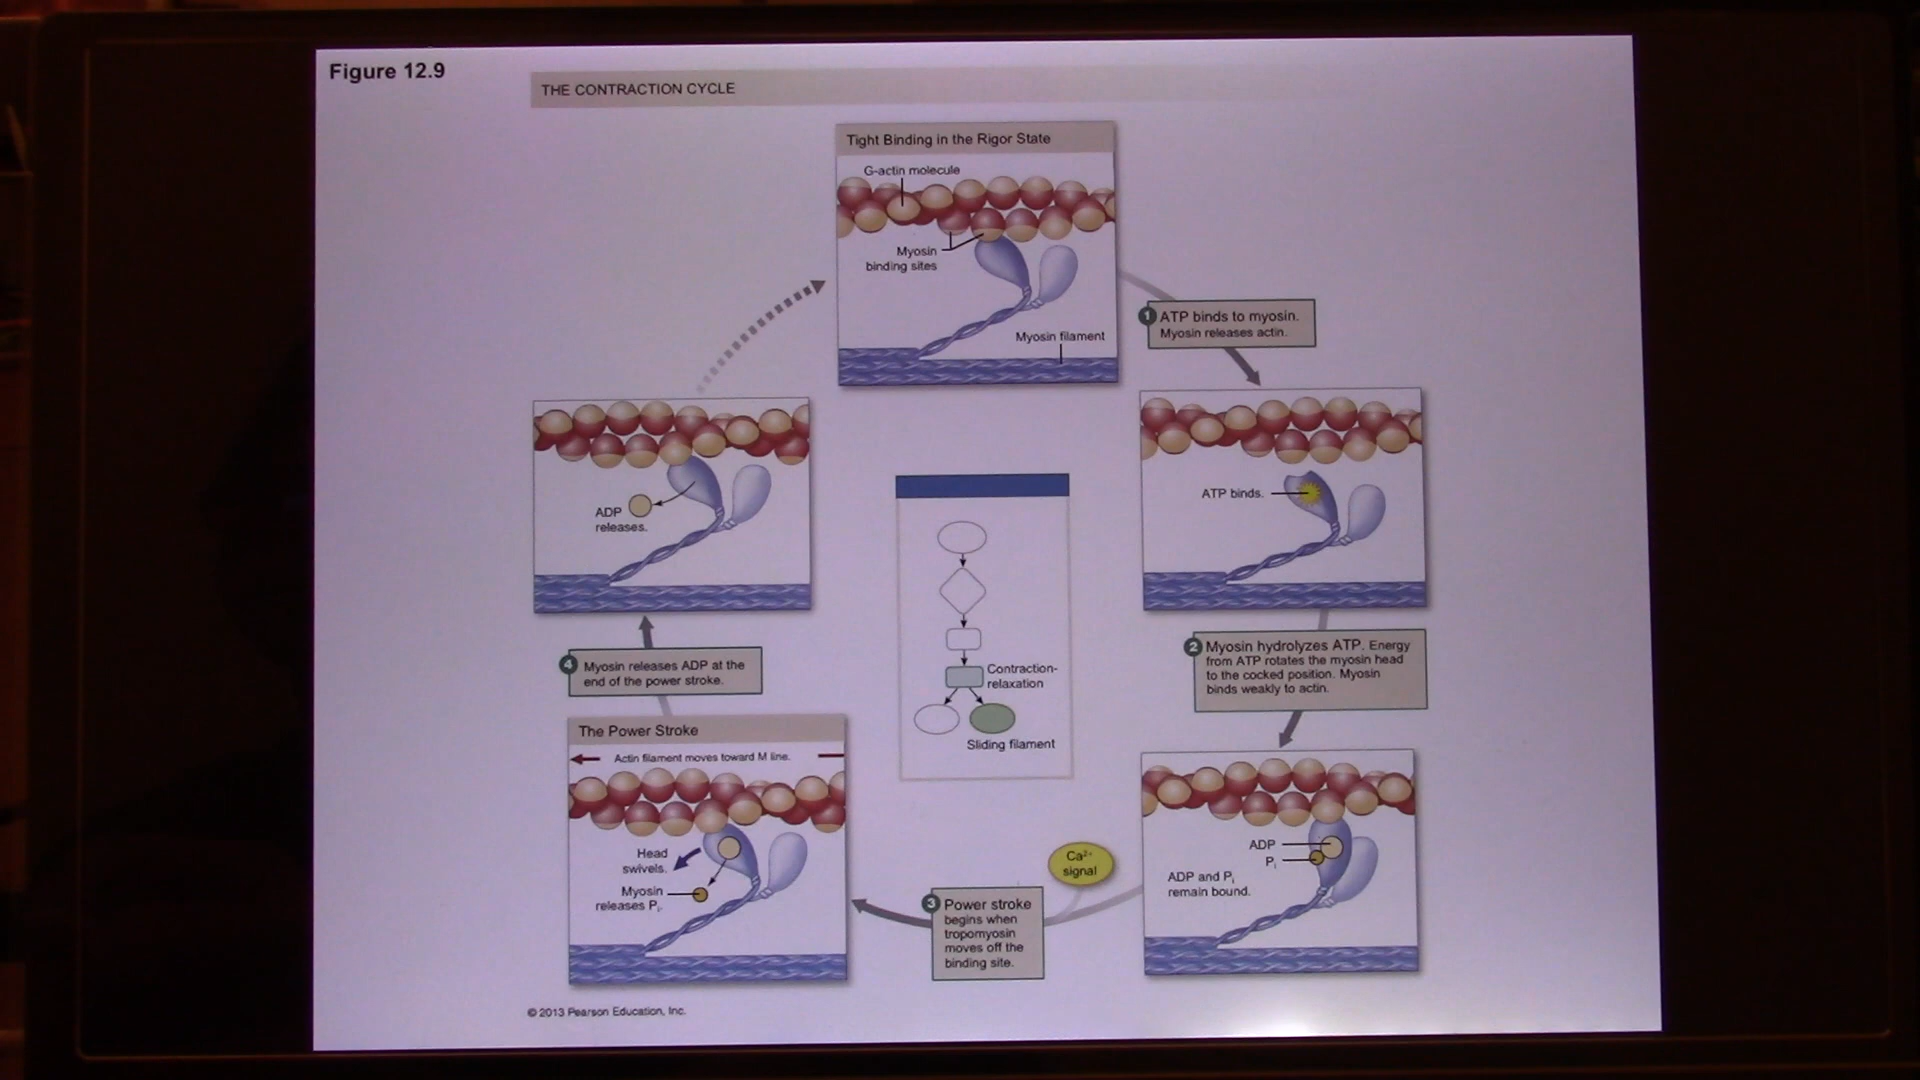 Figure 12.9
THE CONTRACTION CYCLE
Tight Binding in the Rigor State
G-actin molecule
Myosin
binding sites
Myosin filament
1 ATP binds to myosin.
Myosin releases actin.
ATP binds.
2 Myosin hydrolyzes ATP. Energy
from ATP rotates the myosin head
to the cocked position. Myosin
binds weakly to actin.
ADP
Pi
ADP and Pi
remain bound.
Ca2+
signal
3 Power stroke
begins when
tropomyosin
moves off the
binding site.
The Power Stroke
Actin filament moves toward M line.
Head
swivels.
Myosin
releases Pi.
4 Myosin releases ADP at the
end of the power stroke.
ADP
releases.
Contraction-
relaxation
Sliding filament
© 2013 Pearson Education, Inc.